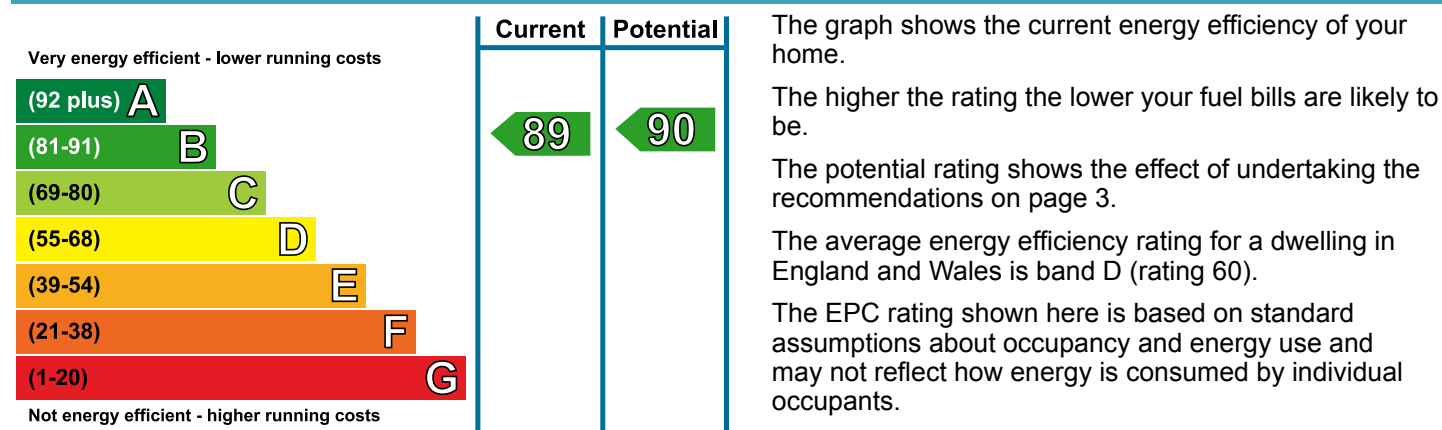 Current Potential
Very energy efficient - lower running costs
(92 plus) A
(81-91) B
(69-80) C
(55-68) D
(39-54) E
(21-38) F
(1-20) G
Not energy efficient - higher running costs
89 90
The graph shows the current energy efficiency of your
home.
The higher the rating the lower your fuel bills are likely to
be.
The potential rating shows the effect of undertaking the
recommendations on page 3.
The average energy efficiency rating for a dwelling in
England and Wales is band D (rating 60).
The EPC rating shown here is based on standard
assumptions about occupancy and energy use and
may not reflect how energy is consumed by individual
occupants.